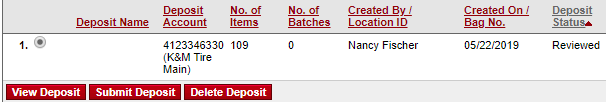 Deposit Name Deposit Account No. of Items No. of Batches Created By / Location ID Created On / Bag No. Deposit Status
1. 4123346330 (K&M Tire Main) 109 0 Nancy Fischer 05/22/2019 Reviewed
View Deposit Submit Deposit Delete Deposit